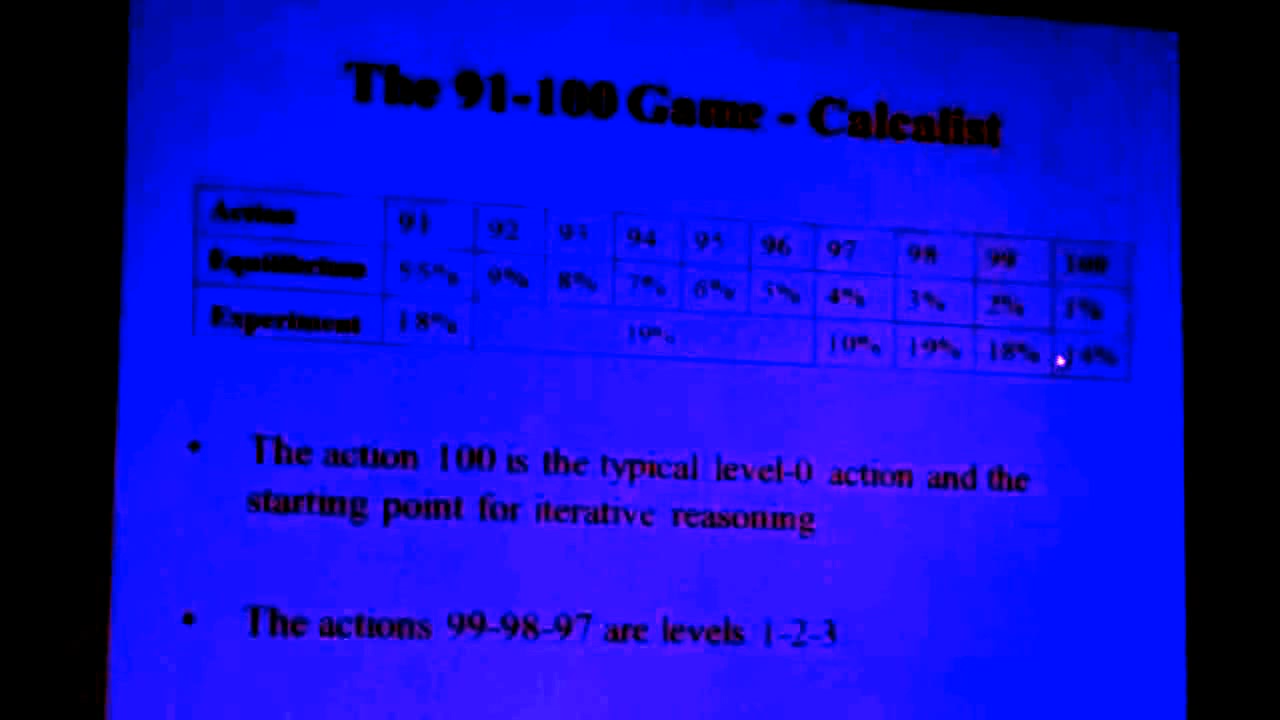 The 91-100 Game - Calcalist
Action 91 92 93 94 95 96 97 98 99 100
Equilibrium 55% 9% 8% 7% 6% 5% 4% 3% 2% 1%
Experiment 18% 10% 19% 18% 14%
• The action 100 is the typical level-0 action and the
starting point for iterative reasoning
• The actions 99-98-97 are levels 1-2-3